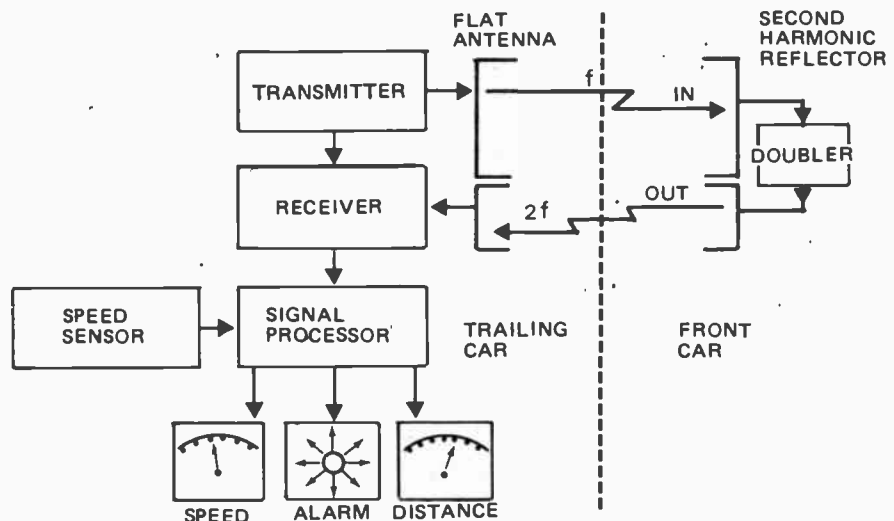 FLAT
ANTENNA
SECOND
HARMONIC
REFLECTOR
TRANSMITTER
f
IN
DOUBLER
RECEIVER
2f
OUT
SPEED
SENSOR
SIGNAL
PROCESSOR
TRAILING
CAR
FRONT
CAR
SPEED
ALARM
DISTANCE